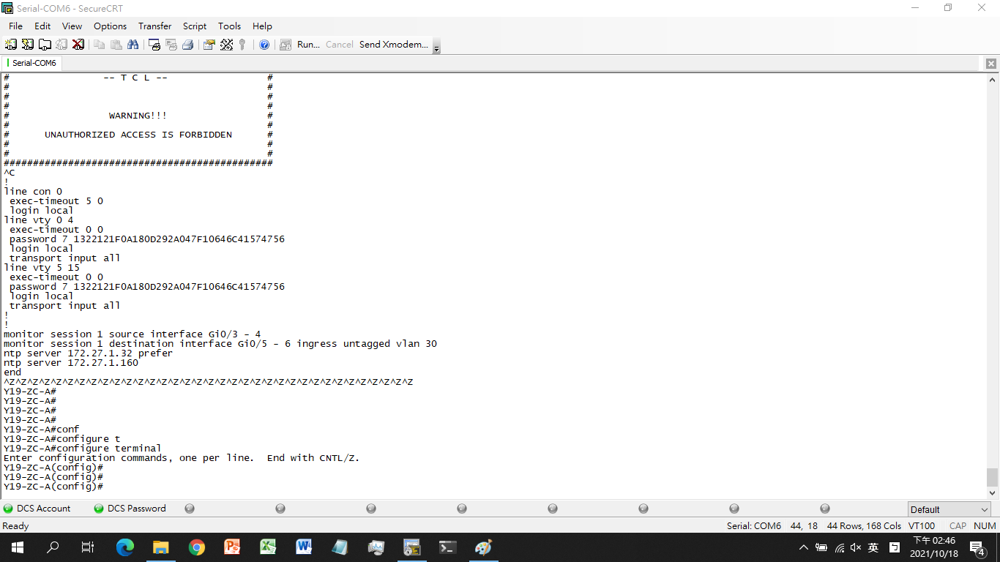 Serial-COM6 - SecureCRT
File Edit View Options Transfer Script Tools Help
Run... Cancel Send Xmodem...
Serial-COM6
# -- T C L -- #
# #
# #
# #
# WARNING!!! #
# #
# UNAUTHORIZED ACCESS IS FORBIDDEN #
# #
# #
##############################################
^C
!
line con 0
exec-timeout 5 0
login local
line vty 0 4
exec-timeout 0 0
password 7 1322121F0A180D292A047F10646C41574756
login local
transport input all
line vty 5 15
exec-timeout 0 0
password 7 1322121F0A180D292A047F10646C41574756
login local
transport input all
!
!
monitor session 1 source interface Gi0/3 - 4
monitor session 1 destination interface Gi0/5 - 6 ingress untagged vlan 30
ntp server 172.27.1.32 prefer
ntp server 172.27.1.160
end
^Z^Z^Z^Z^Z^Z^Z^Z^Z^Z^Z^Z^Z^Z^Z^Z^Z^Z^Z^Z^Z^Z^Z^Z^Z^Z^Z^Z^Z^Z^Z^Z^Z^Z^Z
Y19-ZC-A#
Y19-ZC-A#
Y19-ZC-A#
Y19-ZC-A#
Y19-ZC-A#conf
Y19-ZC-A#configure t
Y19-ZC-A#configure terminal
Enter configuration commands, one per line. End with CNTL/Z.
Y19-ZC-A(config)#
Y19-ZC-A(config)#
Y19-ZC-A(config)#
DCS Account DCS Password Default
Ready Serial: COM6 44, 18 44 Rows, 168 Cols VT100 CAP NUM
英 下午 02:46
2021/10/18 4